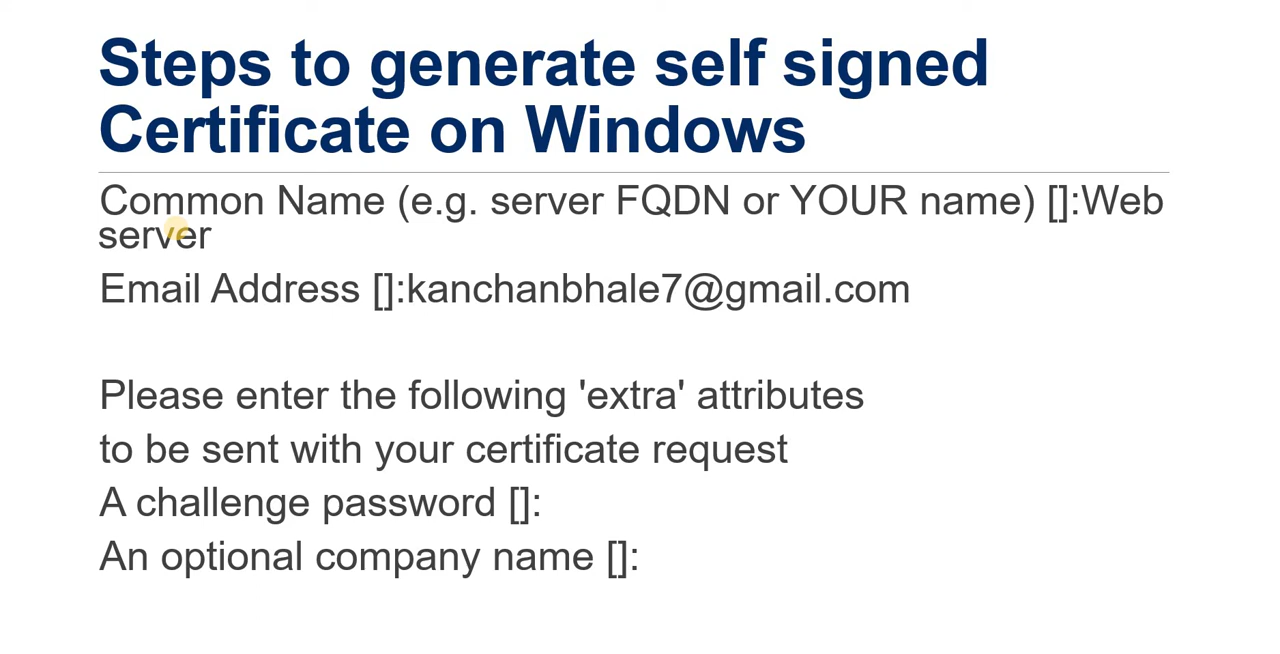 Steps to generate self signed
Certificate on Windows
Common Name (e.g. server FQDN or YOUR name) []:Web
server
Email Address []:kanchanbhale7@gmail.com
Please enter the following 'extra' attributes
to be sent with your certificate request
A challenge password []:
An optional company name []: